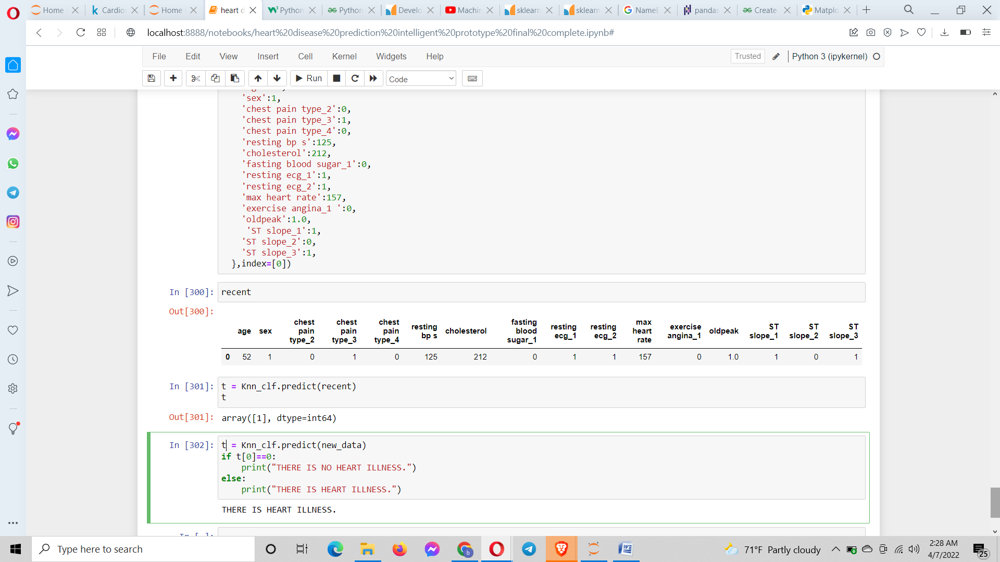 Home
Cardio
Home
heart d
Python
Python
Develo
Machin
sklearn
sklearn
NameE
pandas
Create
Matplo
localhost:8888/notebooks/heart%20disease%20prediction%20intelligent%20prototype%20final%20complete.ipynb#
File Edit View Insert Cell Kernel Widgets Help
Trusted
Python 3 (ipykernel)
Run
Code
'sex':1,
'chest pain type_2':0,
'chest pain type_3':1,
'chest pain type_4':0,
'resting bp s':125,
'cholesterol':212,
'fasting blood sugar_1':0,
'resting ecg_1':1,
'resting ecg_2':1,
'max heart rate':157,
'exercise angina_1 ':0,
'oldpeak':1.0,
'ST slope_1':1,
'ST slope_2':0,
'ST slope_3':1,
},index=[0])
In [300]: recent
Out[300]:
age sex chest pain type_2 chest pain type_3 chest pain type_4 resting bp s cholesterol fasting blood sugar_1 resting ecg_1 resting ecg_2 max heart rate exercise angina_1 oldpeak ST slope_1 ST slope_2 ST slope_3
0 52 1 0 1 0 125 212 0 1 1 157 0 1.0 1 0 1
In [301]: t = Knn_clf.predict(recent)
t
Out[301]: array([1], dtype=int64)
In [302]: t = Knn_clf.predict(new_data)
if t[0]==0:
print("THERE IS NO HEART ILLNESS.")
else:
print("THERE IS HEART ILLNESS.")
THERE IS HEART ILLNESS.
Type here to search
71°F Partly cloudy
2:28 AM
4/7/2022
25